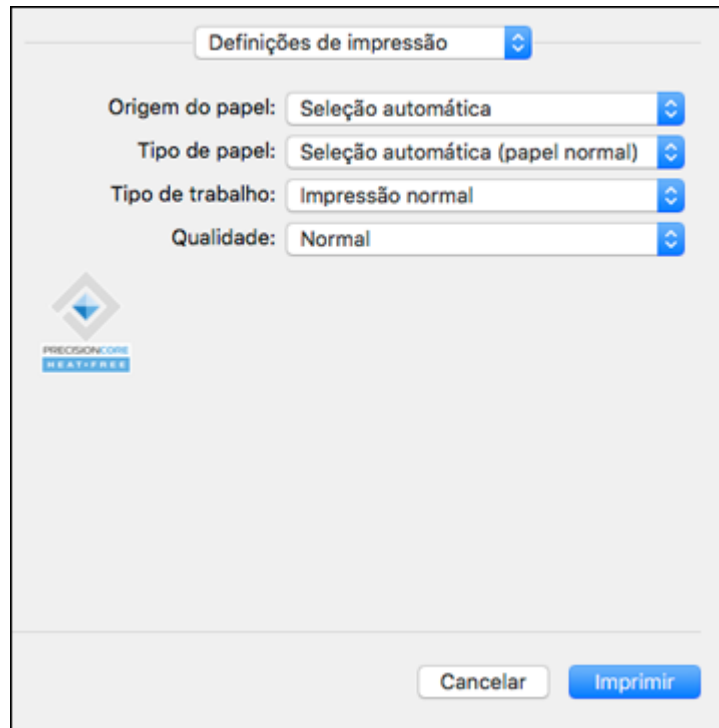 Definições de impressão
Origem do papel: Seleção automática
Tipo de papel: Seleção automática (papel normal)
Tipo de trabalho: Impressão normal
Qualidade: Normal
PRECISIONCORE
HEAT-FREE
Cancelar Imprimir